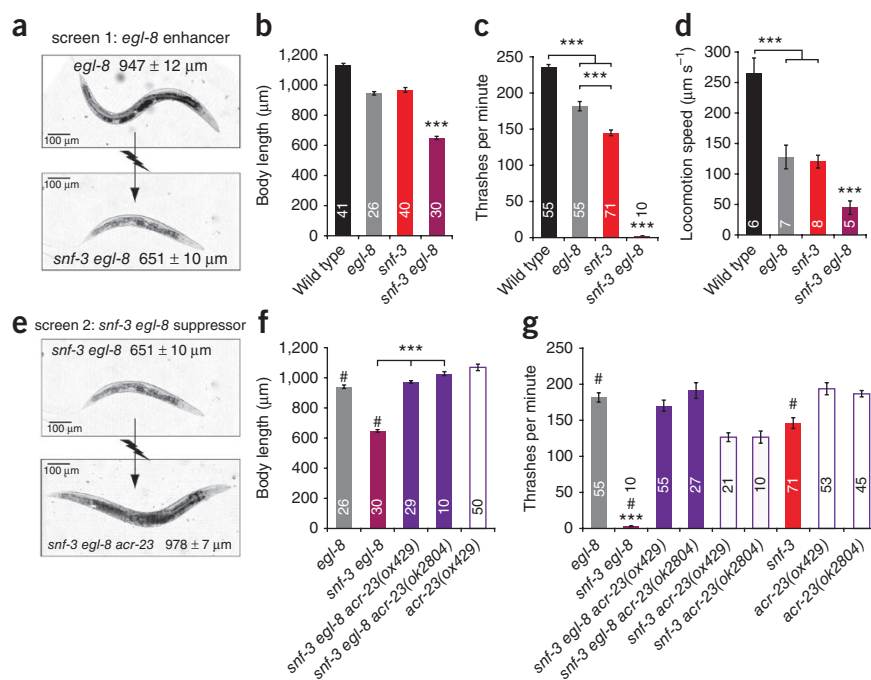 a
screen 1: egl-8 enhancer
egl-8 947 ± 12 μm
100 μm
100 μm
snf-3 egl-8 651 ± 10 μm
b
Body length (μm)
1,200
1,000
800
600
400
200
0
41
26
40
***
30
Wild type
egl-8
snf-3
snf-3 egl-8
c
Thrashes per minute
250
200
150
100
50
0
***
***
55
55
71
10
***
Wild type
egl-8
snf-3
snf-3 egl-8
d
Locomotion speed (μm s⁻¹)
300
250
200
150
100
50
0
***
6
7
8
***
5
Wild type
egl-8
snf-3
snf-3 egl-8
e
screen 2: snf-3 egl-8 suppressor
snf-3 egl-8 651 ± 10 μm
100 μm
100 μm
snf-3 egl-8 acr-23 978 ± 7 μm
f
Body length (μm)
1,200
1,000
800
600
400
200
0
***
#
#
26
30
29
10
50
egl-8
snf-3 egl-8
snf-3 egl-8 acr-23(ox429)
snf-3 egl-8 acr-23(ok2804)
acr-23(ox429)
g
Thrashes per minute
250
200
150
100
50
0
#
55
10
#
***
55
27
21
10
#
71
53
45
egl-8
snf-3 egl-8
snf-3 egl-8 acr-23(ox429)
snf-3 egl-8 acr-23(ok2804)
snf-3 acr-23(ox429)
snf-3 acr-23(ok2804)
snf-3
acr-23(ox429)
acr-23(ok2804)